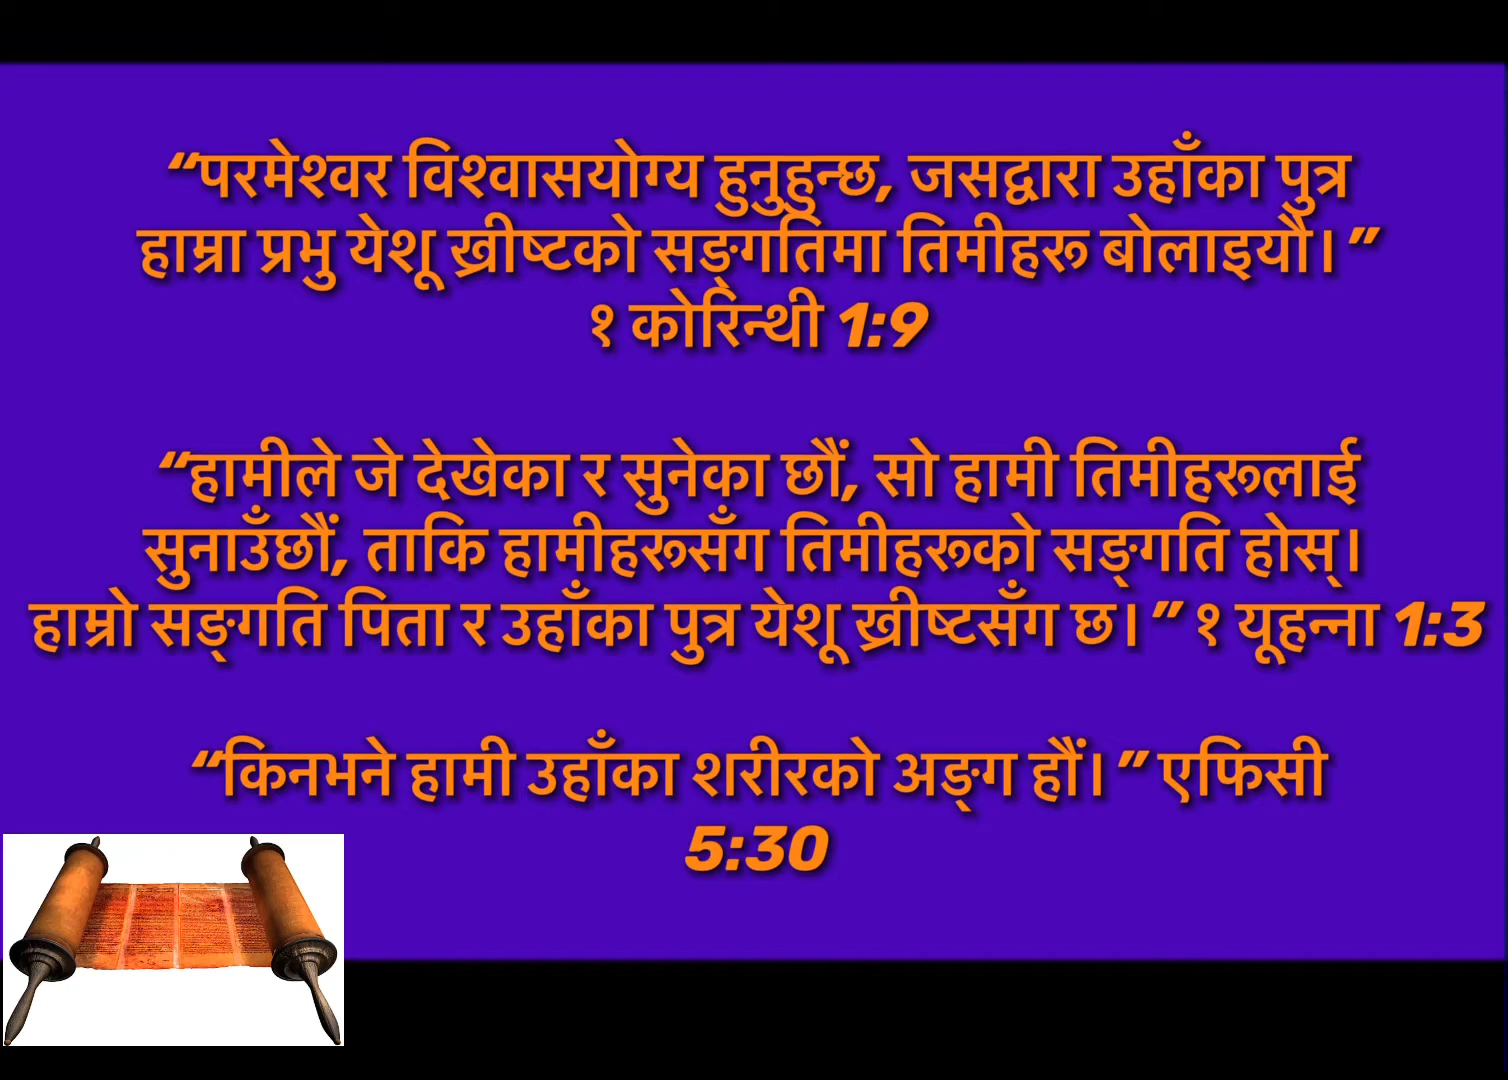 “परमेश्वर विश्वासयोग्य हुनुहुन्छ, जसद्वारा उहाँका पुत्र
हाम्रा प्रभु येशू ख्रीष्टको सङ्गतिमा तिमीहरू बोलाइयौ।”
१ कोरिन्थी 1:9
“हामीले जे देखेका र सुनेका छौं, सो हामी तिमीहरूलाई
सुनाउँछौं, ताकि हामीहरूसँग तिमीहरूको सङ्गति होस्।
हाम्रो सङ्गति पिता र उहाँका पुत्र येशू ख्रीष्टसँग छ।” १ यूहन्ना 1:3
“किनभने हामी उहाँका शरीरको अङ्ग हौं।” एफिसी
5:30